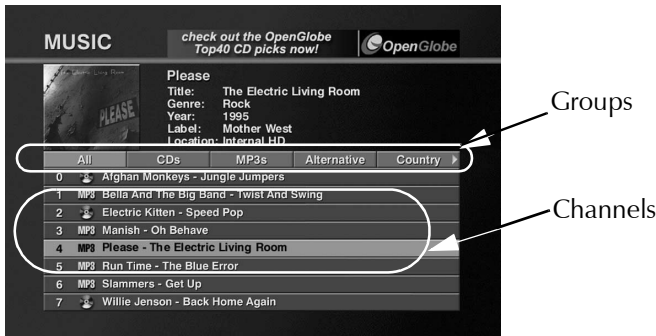 MUSIC
check out the OpenGlobe
Top40 CD picks now!
OpenGlobe
PLEASE
Please
Title: The Electric Living Room
Genre: Rock
Year: 1995
Label: Mother West
Location: Internal HD
Groups
All CDs MP3s Alternative Country
0 Afghan Monkeys - Jungle Jumpers
1 MP3 Bella And The Big Band - Twist And Swing
2 Electric Kitten - Speed Pop
Channels
3 MP3 Manish - Oh Behave
4 MP3 Please - The Electric Living Room
5 MP3 Run Time - The Blue Error
6 MP3 Slammers - Get Up
7 Willie Jenson - Back Home Again